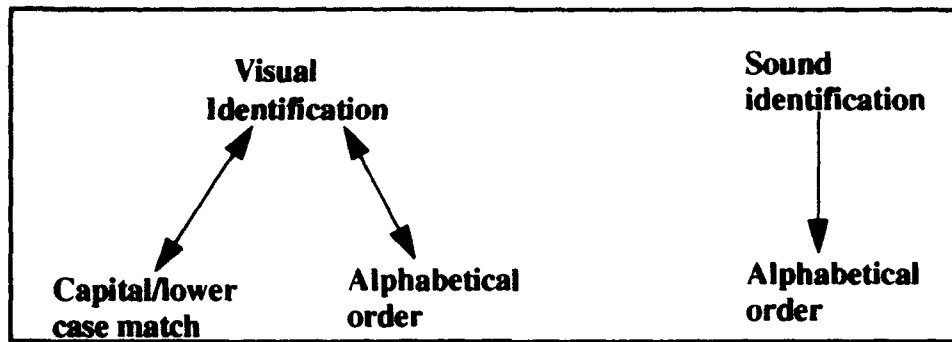 Visual
Identification
Sound
identification
Capital/lower
case match
Alphabetical
order
Alphabetical
order